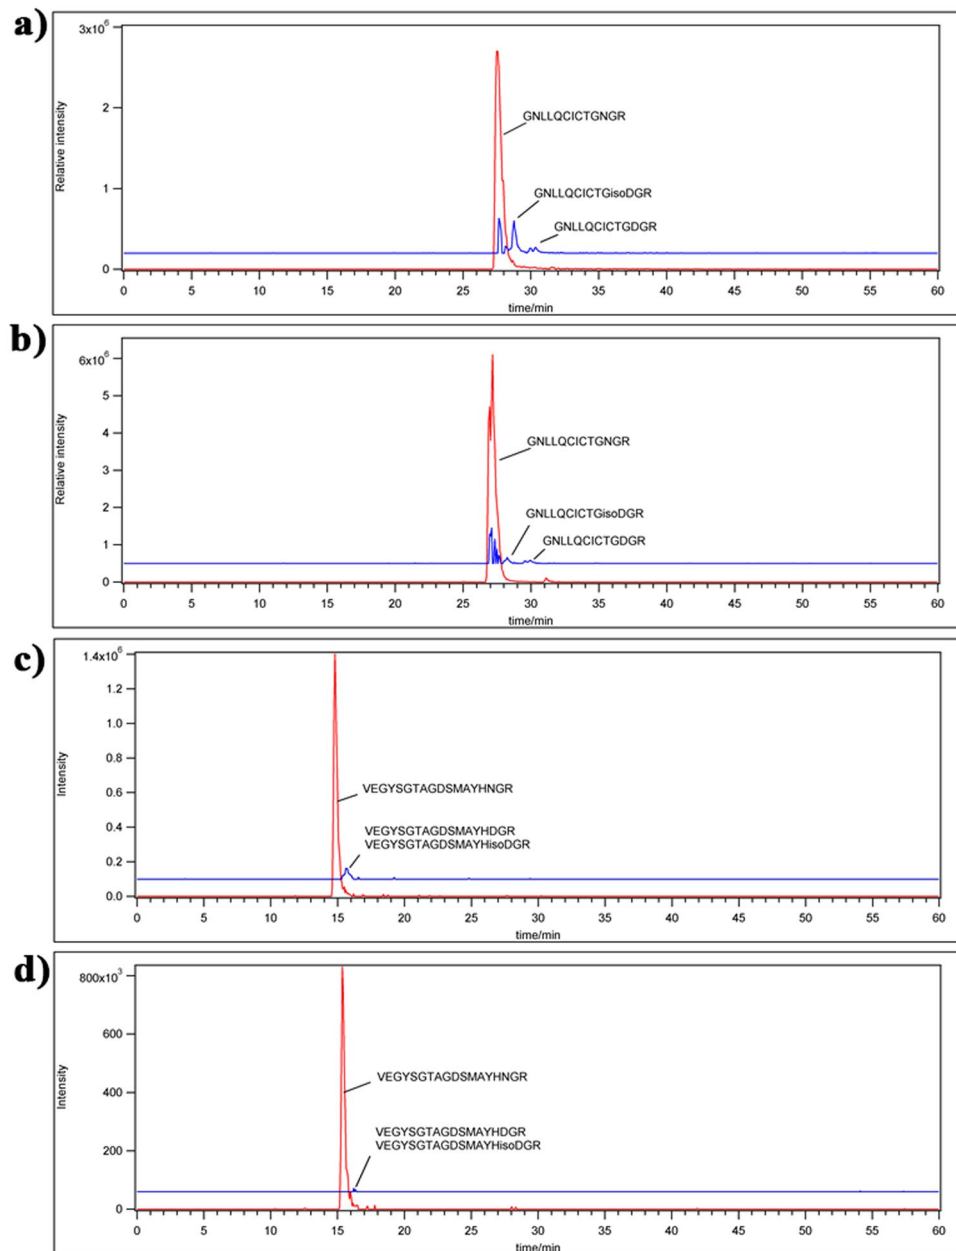 a)
3x10⁶
2
1
0
Relative intensity
GNLLQCICTGNGR
GNLLQCICTGisoDGR
GNLLQCICTGDGR
0 5 10 15 20 25 30 35 40 45 50 55 60
time/min
b)
6x10⁶
5
4
3
2
1
0
Relative intensity
GNLLQCICTGNGR
GNLLQCICTGisoDGR
GNLLQCICTGDGR
0 5 10 15 20 25 30 35 40 45 50 55 60
time/min
c)
1.4x10⁶
1.2
1.0
0.8
0.6
0.4
0.2
0.0
Intensity
VEGYSGTAGDSMAYHNGR
VEGYSGTAGDSMAYHDGR
VEGYSGTAGDSMAYHisoDGR
0 5 10 15 20 25 30 35 40 45 50 55 60
time/min
d)
800x10³
600
400
200
0
Intensity
VEGYSGTAGDSMAYHNGR
VEGYSGTAGDSMAYHDGR
VEGYSGTAGDSMAYHisoDGR
0 5 10 15 20 25 30 35 40 45 50 55 60
time/min